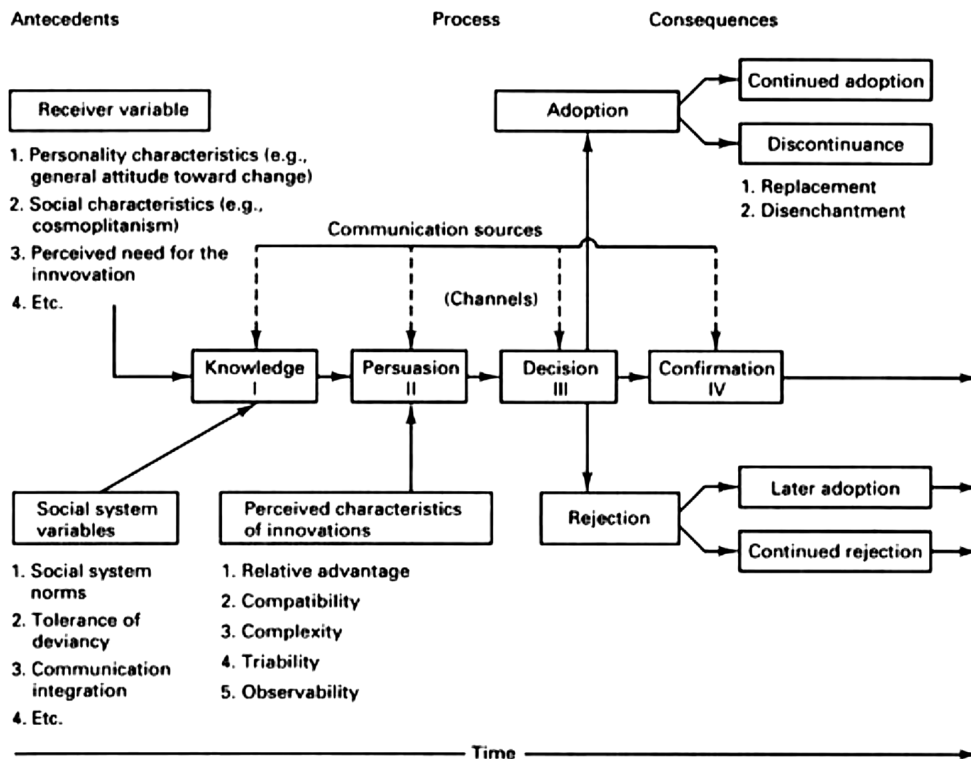 Antecedents
Process
Consequences
Receiver variable
1. Personality characteristics (e.g.,
general attitude toward change)
2. Social characteristics (e.g.,
cosmoplitanism)
3. Perceived need for the
innvovation
4. Etc.
Adoption
Continued adoption
Discontinuance
1. Replacement
2. Disenchantment
Communication sources
(Channels)
Knowledge
I
Persuasion
II
Decision
III
Confirmation
IV
Social system
variables
1. Social system
norms
2. Tolerance of
deviancy
3. Communication
integration
4. Etc.
Perceived characteristics
of innovations
1. Relative advantage
2. Compatibility
3. Complexity
4. Triability
5. Observability
Rejection
Later adoption
Continued rejection
Time